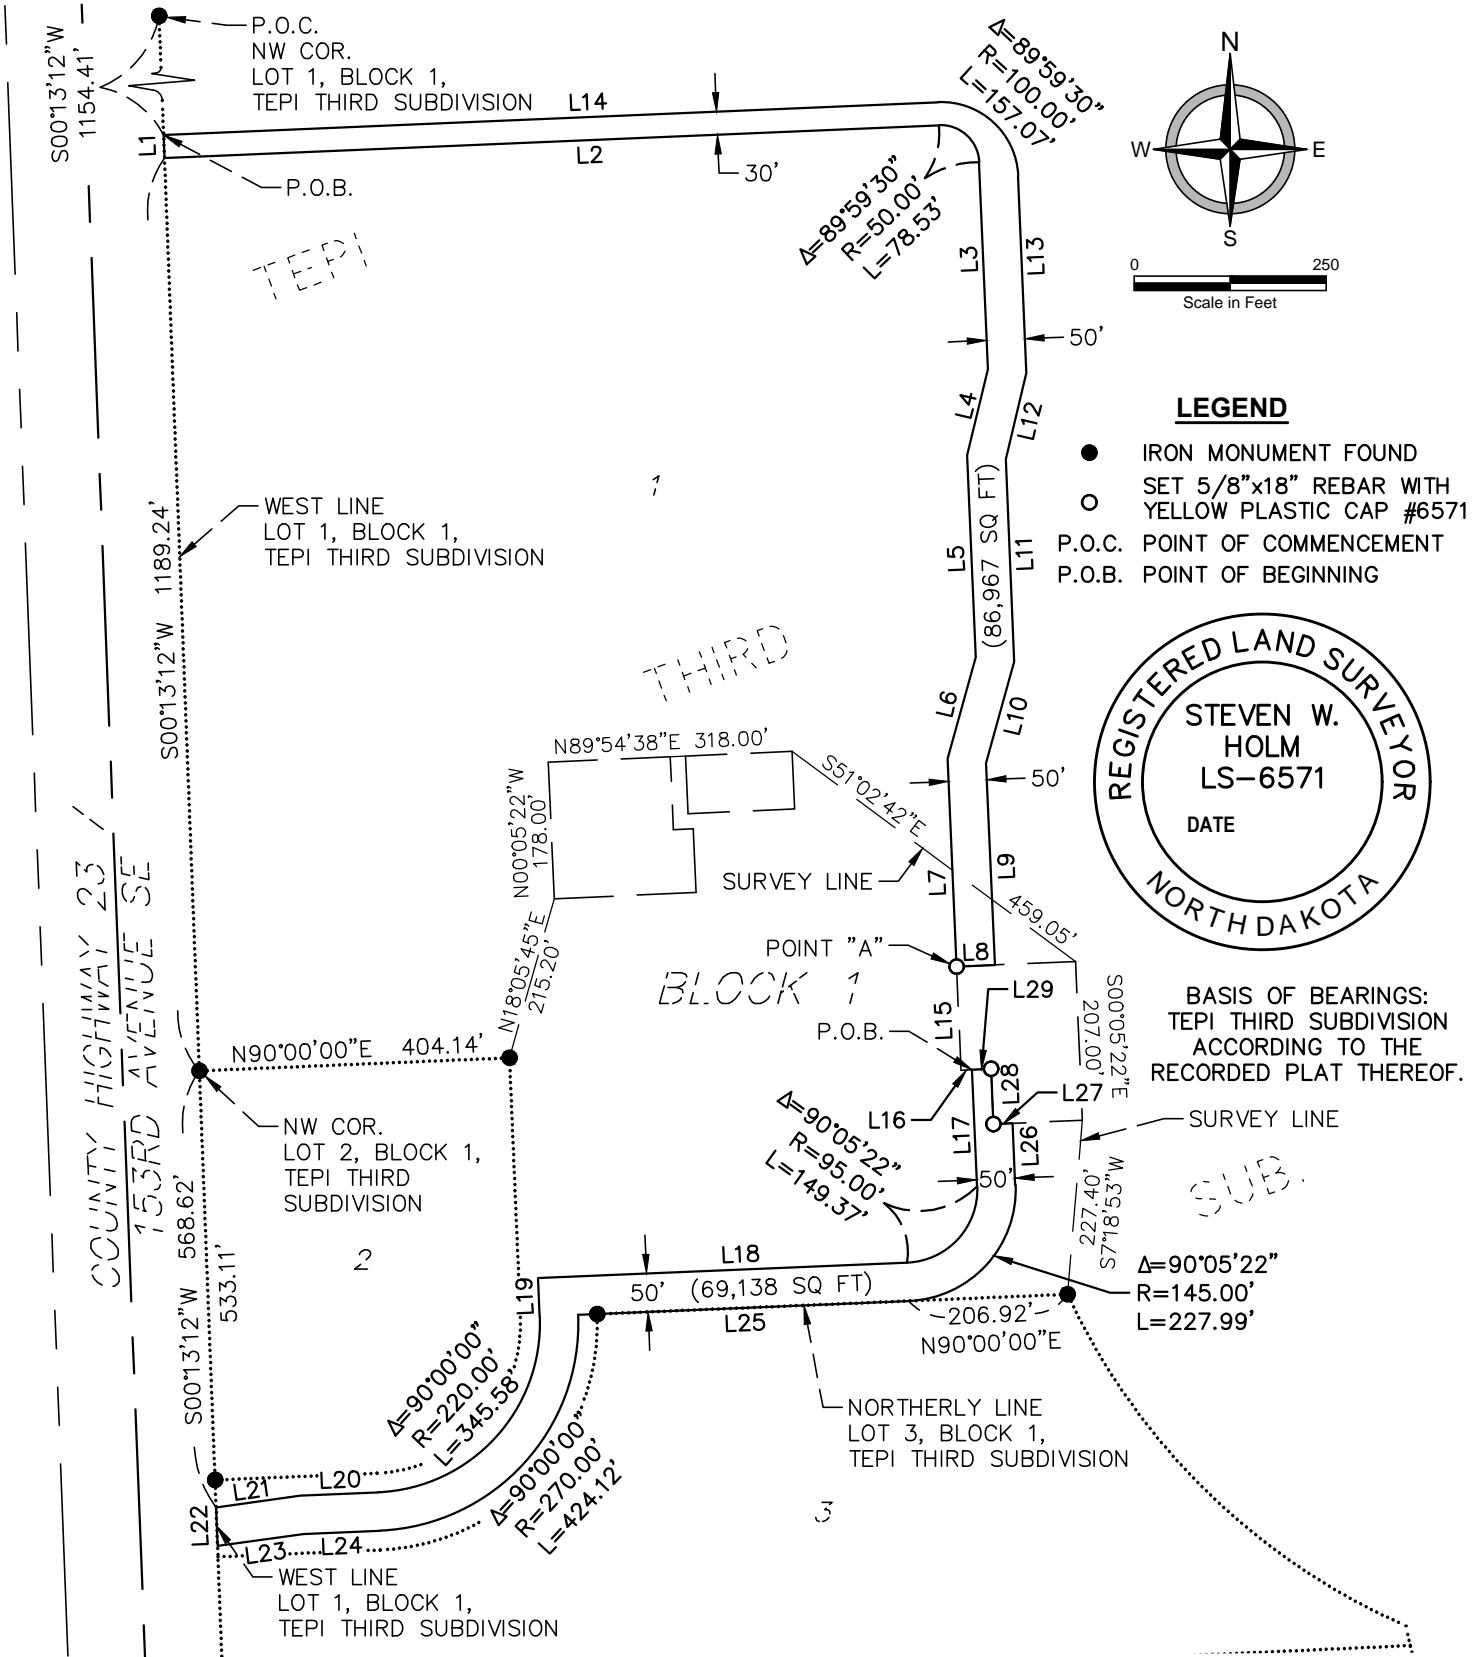 S00°13'12"W
1154.41'
P.O.C.
NW COR.
LOT 1, BLOCK 1,
TEPI THIRD SUBDIVISION
L14
L1
L2
30'
P.O.B.
Δ=89°59'30"
R=100.00'
L=157.07'
Δ=89°59'30"
R=50.00'
L=78.53'
N
W
E
S
0
250
Scale in Feet
TEPI
L3
L13
50'
L4
L12
LEGEND
IRON MONUMENT FOUND
SET 5/8"x18" REBAR WITH
YELLOW PLASTIC CAP #6571
P.O.C. POINT OF COMMENCEMENT
P.O.B. POINT OF BEGINNING
1
WEST LINE
LOT 1, BLOCK 1,
TEPI THIRD SUBDIVISION
S00°13'12"W 1189.24'
L5
(86,967 SQ FT)
L11
THIRD
L6
L10
REGISTERED LAND SURVEYOR
STEVEN W.
HOLM
LS-6571
DATE
NORTH DAKOTA
N89°54'38"E 318.00'
N00°05'22"W
178.00'
S51°02'42"E
459.05'
50'
SURVEY LINE
L7
L9
COUNTY HIGHWAY 23 /
153RD AVENUE SE
N18°05'45"E
215.20'
POINT "A"
L8
BLOCK 1
L29
L15
P.O.B.
S00°05'22"E
207.00'
BASIS OF BEARINGS:
TEPI THIRD SUBDIVISION
ACCORDING TO THE
RECORDED PLAT THEREOF.
N90°00'00"E 404.14'
L28
L27
L16
L17
L26
SURVEY LINE
NW COR.
LOT 2, BLOCK 1,
TEPI THIRD
SUBDIVISION
Δ=90°05'22"
R=95.00'
L=149.37'
50'
227.40'
S7°18'53"W
SUB.
S00°13'12"W 568.62'
533.11'
2
L18
L19
50'
(69,138 SQ FT)
L25
206.92'
N90°00'00"E
Δ=90°05'22"
R=145.00'
L=227.99'
Δ=90°00'00"
R=220.00'
L=345.58'
Δ=90°00'00"
R=270.00'
L=424.12'
NORTHERLY LINE
LOT 3, BLOCK 1,
TEPI THIRD SUBDIVISION
L21
L20
L22
L23
L24
3
WEST LINE
LOT 1, BLOCK 1,
TEPI THIRD SUBDIVISION